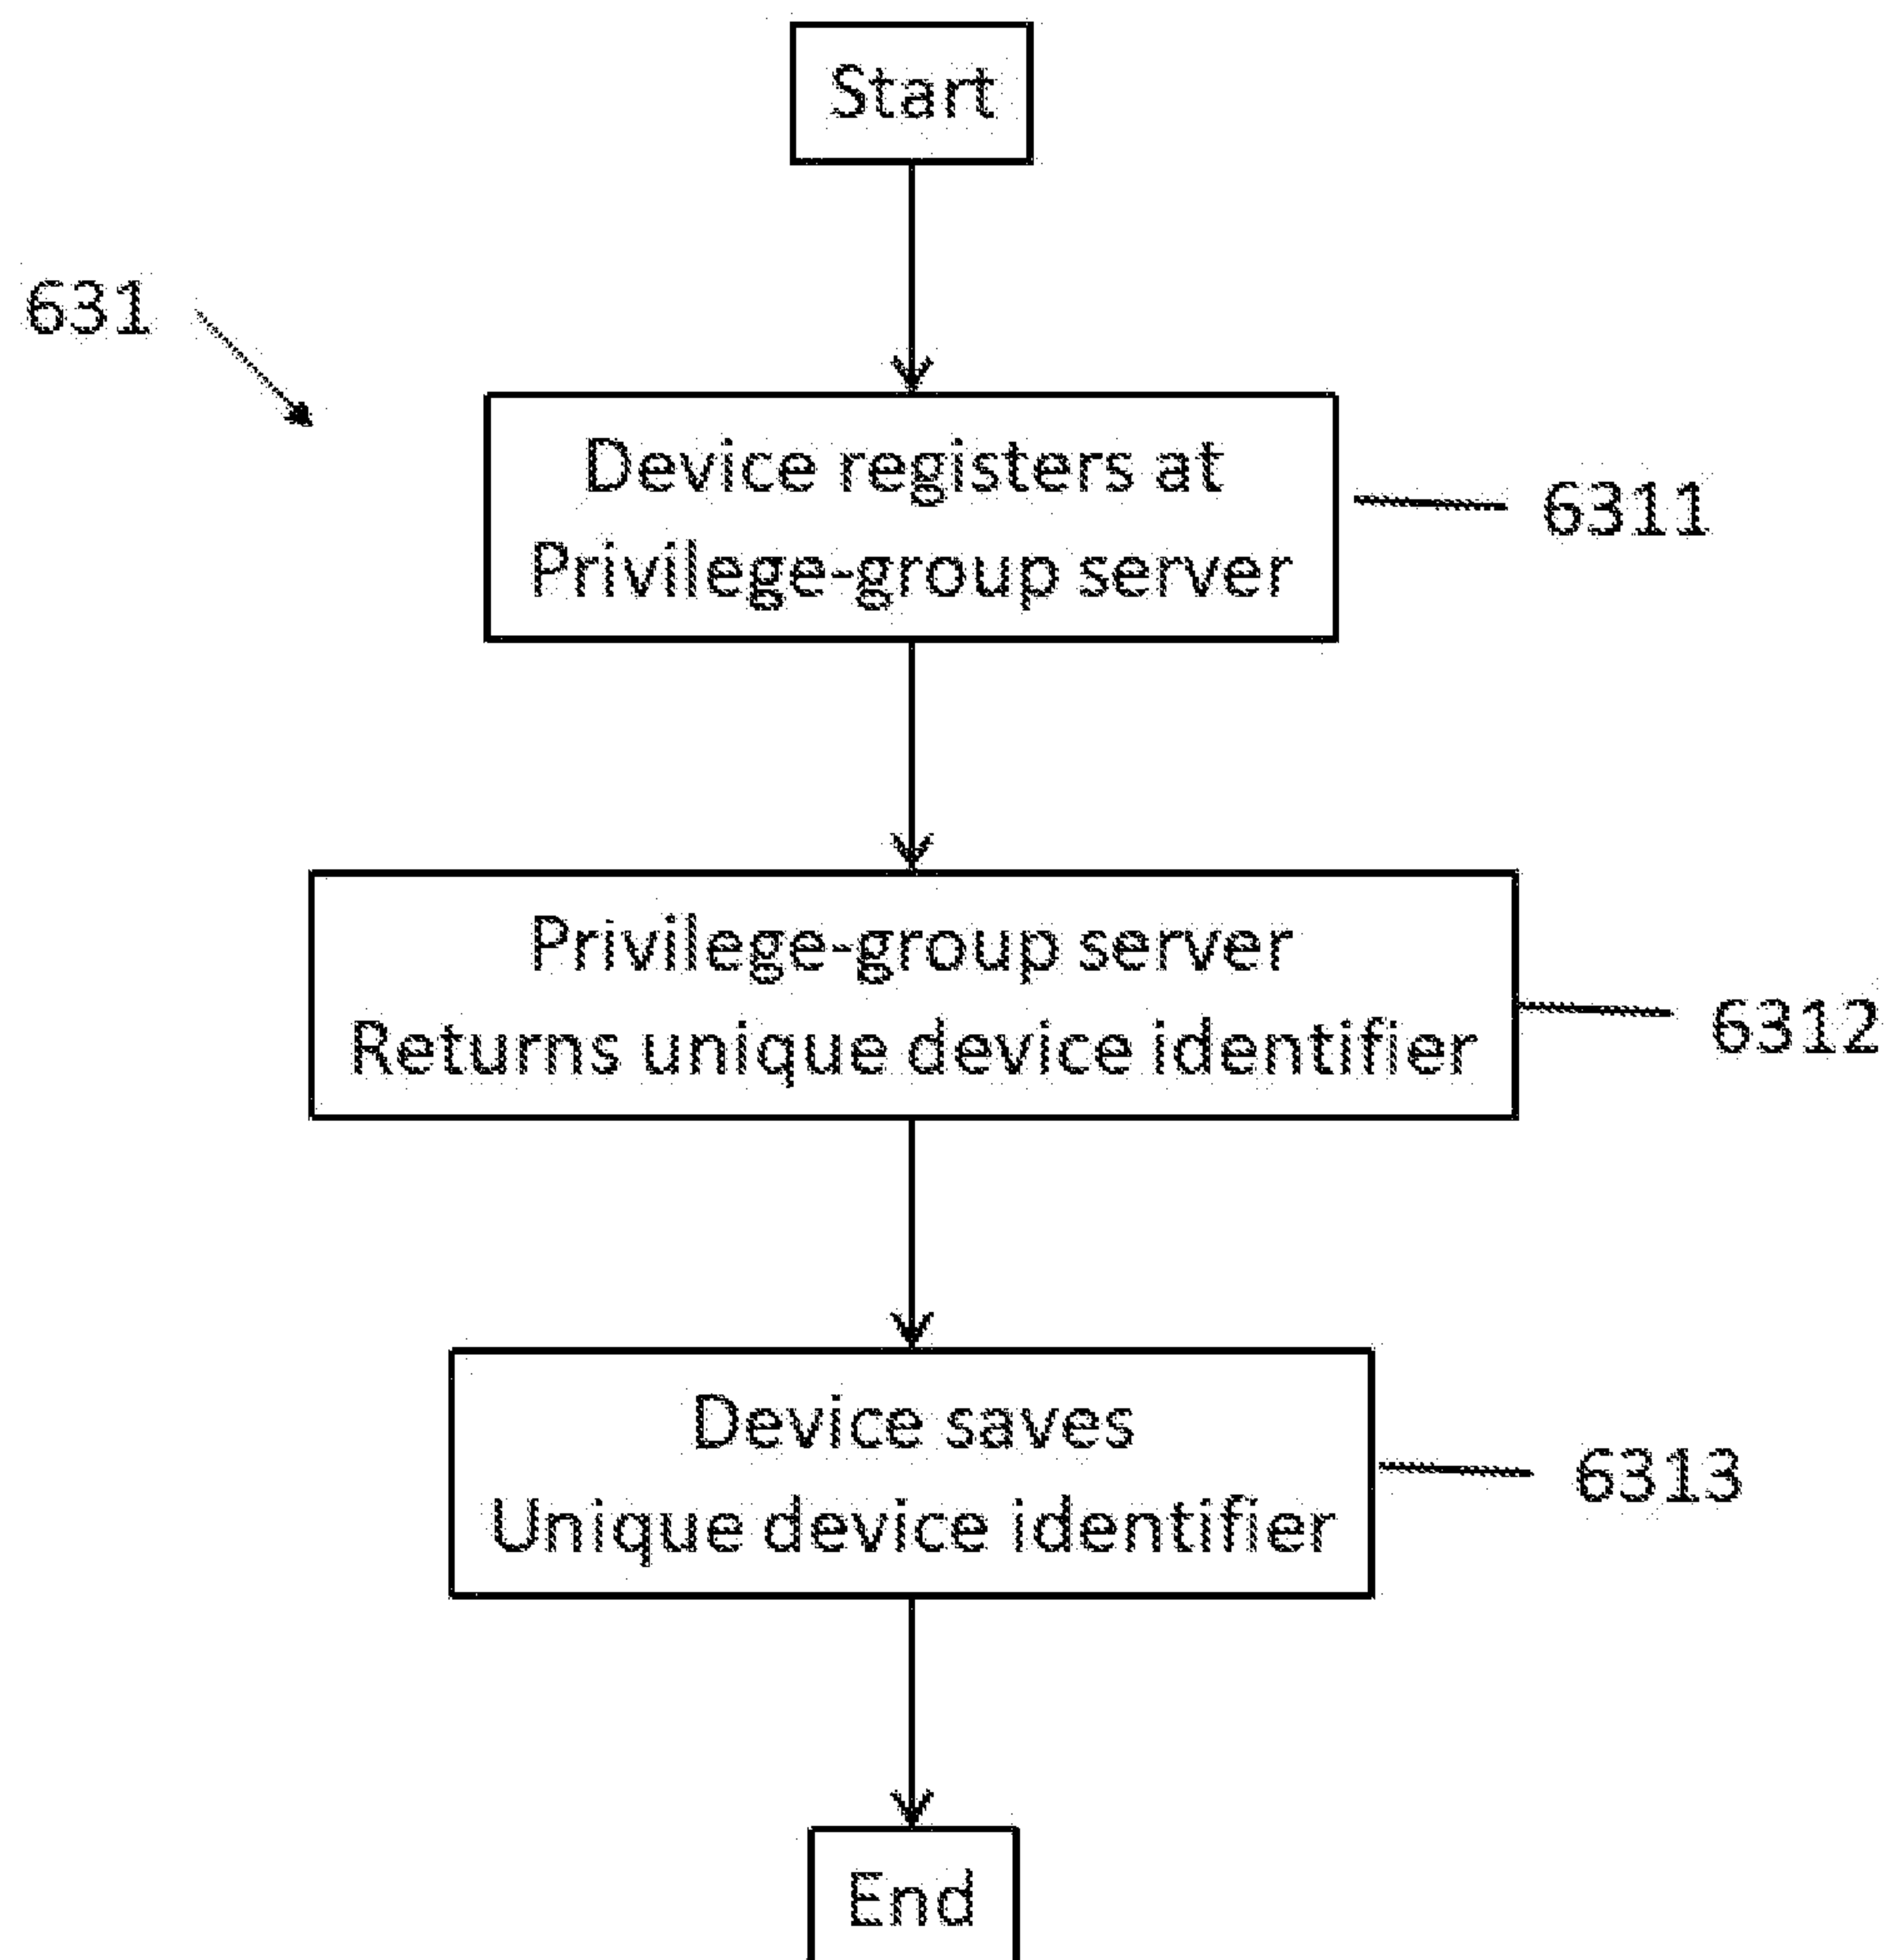 Start
631
Device registers at
Privilege-group server
6311
Privilege-group server
Returns unique device identifier
6312
Device saves
Unique device identifier
6313
End